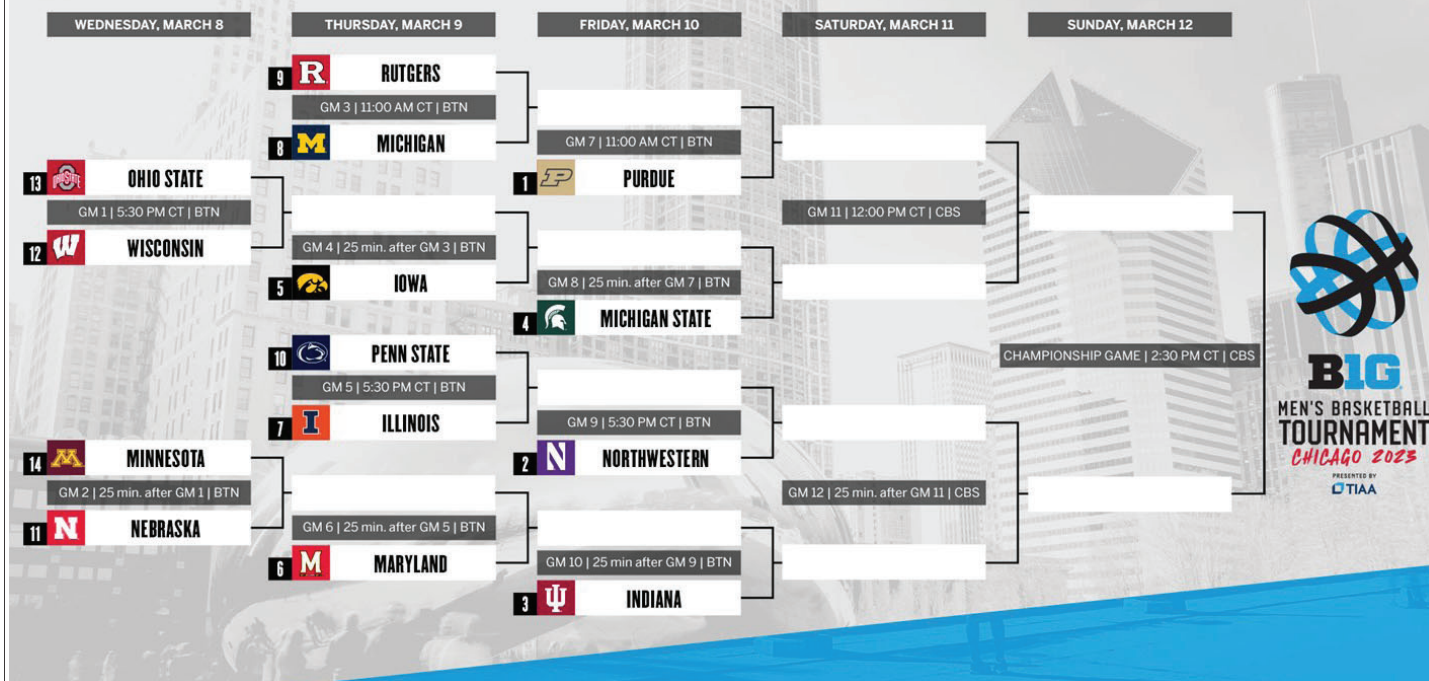 WEDNESDAY, MARCH 8
THURSDAY, MARCH 9
FRIDAY, MARCH 10
SATURDAY, MARCH 11
SUNDAY, MARCH 12
13 OHIO STATE
GM 1 | 5:30 PM CT | BTN
12 W WISCONSIN
14 M MINNESOTA
GM 2 | 25 min. after GM 1 | BTN
11 N NEBRASKA
9 R RUTGERS
GM 3 | 11:00 AM CT | BTN
8 M MICHIGAN
GM 4 | 25 min. after GM 3 | BTN
5 IOWA
10 PENN STATE
GM 5 | 5:30 PM CT | BTN
7 I ILLINOIS
GM 6 | 25 min. after GM 5 | BTN
6 M MARYLAND
GM 7 | 11:00 AM CT | BTN
1 P PURDUE
GM 8 | 25 min. after GM 7 | BTN
4 MICHIGAN STATE
GM 9 | 5:30 PM CT | BTN
2 N NORTHWESTERN
GM 10 | 25 min after GM 9 | BTN
3 INDIANA
GM 11 | 12:00 PM CT | CBS
GM 12 | 25 min. after GM 11 | CBS
CHAMPIONSHIP GAME | 2:30 PM CT | CBS
B1G
MEN'S BASKETBALL
TOURNAMENT
CHICAGO 2023
PRESENTED BY
TIAA